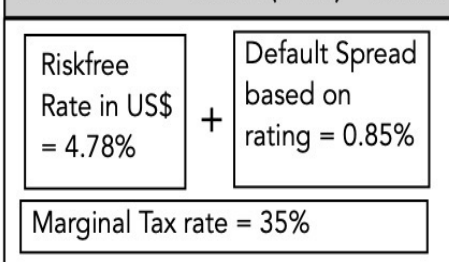 Riskfree
Rate in US$
= 4.78%
+
Default Spread
based on
rating = 0.85%
Marginal Tax rate = 35%